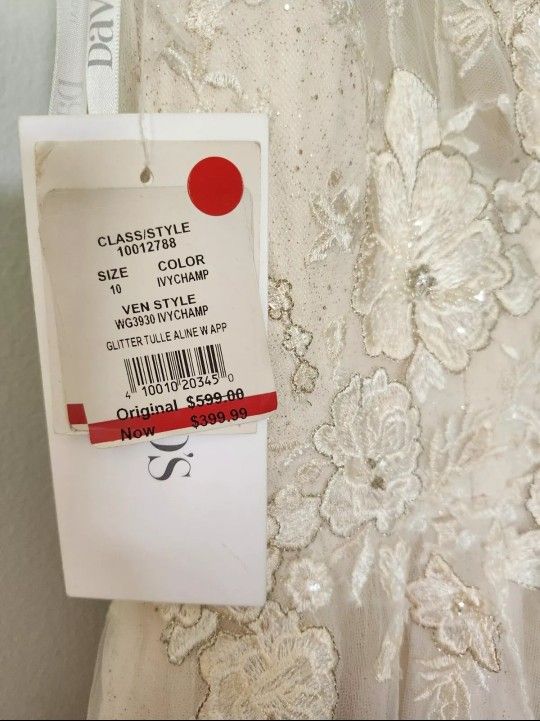 Dav
CLASS/STYLE
10012788
SIZE COLOR
10 IVYCHAMP
VEN STYLE
WG3930 IVYCHAMP
GLITTER TULLE ALINE W APP
4 10010 20345 0
Original $599.00
Now $399.99